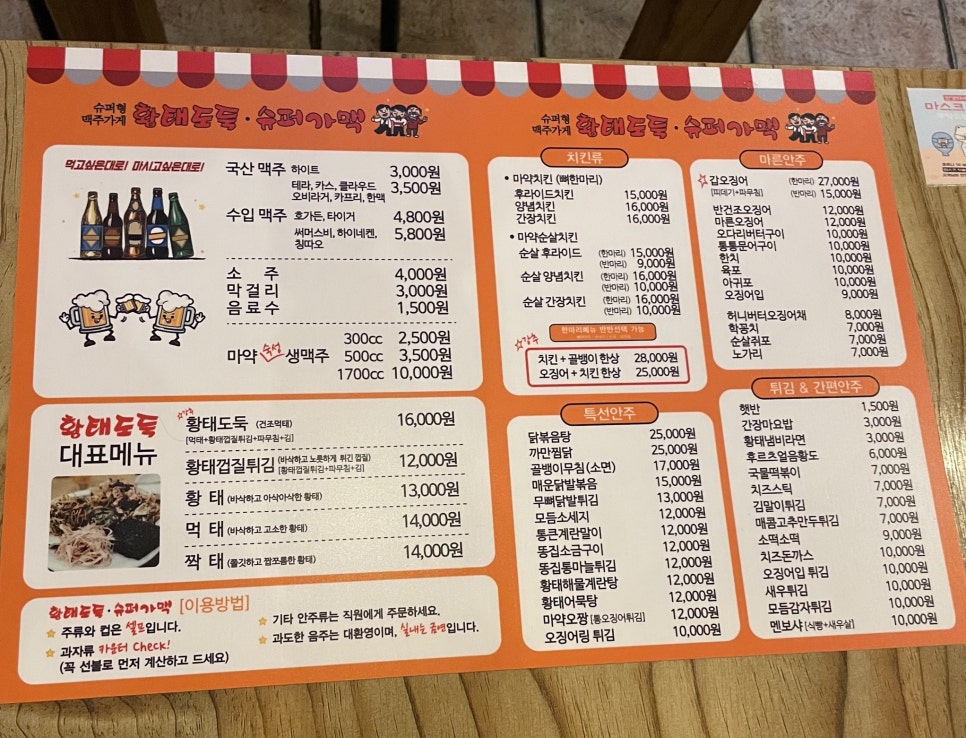 슈퍼형
맥주가게 황태도둑·슈퍼가맥
먹고싶은대로! 마시고싶은대로!
국산 맥주 하이트 3,000원
테라, 카스, 클라우드
오비라거, 카프리, 한맥 3,500원
수입 맥주 호가든, 타이거 4,800원
써머스비, 하이네켄,
칭따오 5,800원
소 주 4,000원
막걸리 3,000원
음료수 1,500원
마약 숙성 생맥주
300cc 2,500원
500cc 3,500원
1700cc 10,000원
황태도둑
대표메뉴
강추
황태도둑 (건조먹태) 16,000원
[먹태+황태껍질튀김+파무침+김]
황태껍질튀김 (바삭하고 노릇하게 튀긴 껍질) 12,000원
[황태껍질튀김+파무침+김]
황 태 (바삭하고 아삭아삭한 황태) 13,000원
먹 태 (바삭하고 고소한 황태) 14,000원
짝 태 (쫄깃하고 짭쪼름한 황태) 14,000원
황태도둑·슈퍼가맥 [이용방법]
주류와 컵은 셀프입니다.
과자류 카운터 Check!
(꼭 선불로 먼저 계산하고 드세요)
기타 안주류는 직원에게 주문하세요.
과도한 음주는 대환영이며, 실내는 금연입니다.
슈퍼형
맥주가게 황태도둑·슈퍼가맥
치킨류
• 마약치킨 (뼈한마리)
후라이드치킨 15,000원
양념치킨 16,000원
간장치킨 16,000원
• 마약순살치킨
순살 후라이드 (한마리) 15,000원
(반마리) 9,000원
순살 양념치킨 (한마리) 16,000원
(반마리) 10,000원
순살 간장치킨 (한마리) 16,000원
(반마리) 10,000원
한마리메뉴 반반선택 가능
강추
치킨 + 골뱅이 한상 28,000원
오징어 + 치킨 한상 25,000원
특선안주
닭볶음탕 25,000원
까만찜닭 25,000원
골뱅이무침 (소면) 17,000원
매운닭발볶음 15,000원
무뼈닭발튀김 13,000원
모듬소세지 12,000원
통큰계란말이 12,000원
똥집소금구이 12,000원
똥집통마늘튀김 12,000원
황태해물계란탕 12,000원
황태어묵탕 12,000원
마약오짱 [통오징어튀김] 12,000원
오징어링 튀김 10,000원
마른안주
갑오징어 (한마리) 27,000원
[피데기+파무침] (반마리) 15,000원
반건조오징어 12,000원
마른오징어 12,000원
오다리버터구이 10,000원
통통문어구이 10,000원
한치 10,000원
육포 10,000원
아귀포 10,000원
오징어입 9,000원
허니버터오징어채 8,000원
학꽁치 7,000원
순살쥐포 7,000원
노가리 7,000원
튀김 & 간편안주
햇반 1,500원
간장마요밥 3,000원
황태냄비라면 3,000원
후르츠얼음황도 6,000원
국물떡볶이 7,000원
치즈스틱 7,000원
김말이튀김 7,000원
매콤고추만두튀김 7,000원
소떡소떡 9,000원
치즈돈까스 10,000원
오징어입 튀김 10,000원
새우튀김 10,000원
모듬감자튀김 10,000원
멘보샤 [식빵+새우살] 10,000원
마스크